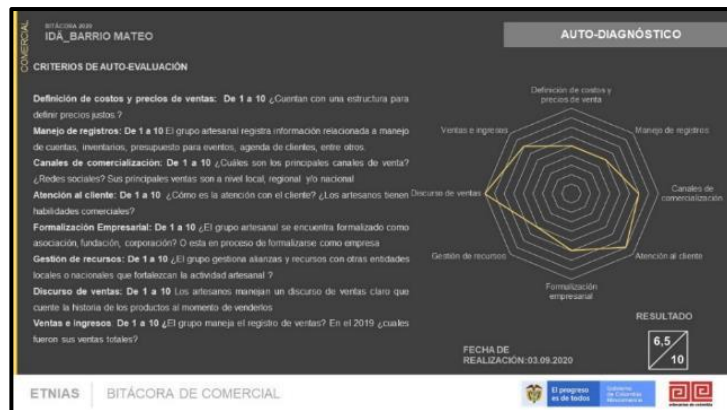 COMERCIAL
BITÁCORA 2020
IDÄ_BARRIO MATEO
AUTO-DIAGNÓSTICO
CRITERIOS DE AUTO-EVALUACIÓN
Definición de costos y precios de ventas: De 1 a 10 ¿Cuentan con una estructura para
definir precios justos.?
Manejo de registros: De 1 a 10 El grupo artesanal registra información relacionada a manejo
de cuentas, inventarios, presupuesto para eventos, agenda de clientes, entre otros.
Canales de comercialización: De 1 a 10 ¿Cuáles son los principales canales de venta?
¿Redes sociales? Sus principales ventas son a nivel local, regional y/o nacional
Atención al cliente: De 1 a 10 ¿Cómo es la atención con el cliente? ¿Los artesanos tienen
habilidades comerciales?
Formalización Empresarial: De 1 a 10 ¿El grupo artesanal se encuentra formalizado como
asociación, fundación, corporación? O esta en proceso de formalizarse como empresa
Gestión de recursos: De 1 a 10 ¿El grupo gestiona alianzas y recursos con otras entidades
locales o nacionales que fortalezcan la actividad artesanal ?
Discurso de ventas: De 1 a 10 Los artesanos manejan un discurso de ventas claro que
cuente la historia de los productos al momento de venderlos
Ventas e ingresos: De 1 a 10 ¿El grupo maneja el registro de ventas? En el 2019 ¿cuales
fueron sus ventas totales?
Definición de costos y
precios de venta
Manejo de registros
Canales de
comercialización
Atención al cliente
Formalización
empresarial
Gestión de recursos
Discurso de ventas
Ventas e ingresos
RESULTADO
6,5
10
FECHA DE
REALIZACIÓN:03.09.2020
ETNIAS
BITÁCORA DE COMERCIAL
El progreso
es de todos
Gobierno
de Colombia
Mincomercio
artesanías de colombia